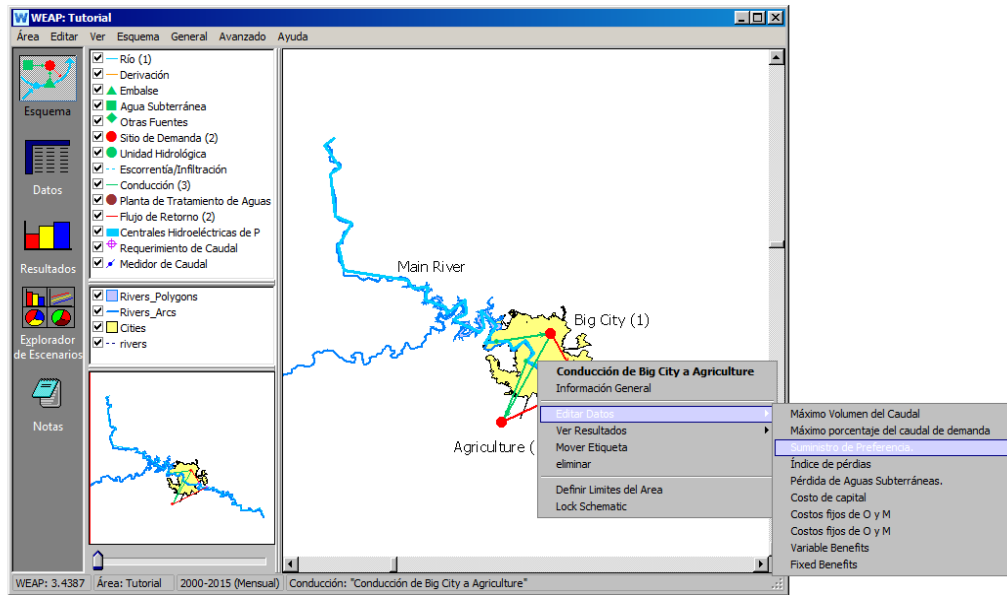 WEAP: Tutorial
Área Editar Ver Esquema General Avanzado Ayuda
Esquema
Datos
Resultados
Explorador
de Escenarios
Notas
Río (1)
Derivación
Embalse
Agua Subterránea
Otras Fuentes
Sitio de Demanda (2)
Unidad Hidrológica
Escorrentía/Infiltración
Conducción (3)
Planta de Tratamiento de Aguas
Flujo de Retorno (2)
Centrales Hidroeléctricas de P
Requerimiento de Caudal
Medidor de Caudal
Rivers_Polygons
Rivers_Arcs
Cities
rivers
Main River
Big City (1)
Agriculture (
Conducción de Big City a Agriculture
Información General
Editar Datos
Ver Resultados
Mover Etiqueta
eliminar
Definir Limites del Area
Lock Schematic
Máximo Volumen del Caudal
Máximo porcentaje del caudal de demanda
Suministro de Preferencia.
Índice de pérdias
Pérdida de Aguas Subterráneas.
Costo de capital
Costos fijos de O y M
Costos fijos de O y M
Variable Benefits
Fixed Benefits
WEAP: 3.4387 Área: Tutorial 2000-2015 (Mensual) Conducción: "Conducción de Big City a Agriculture"